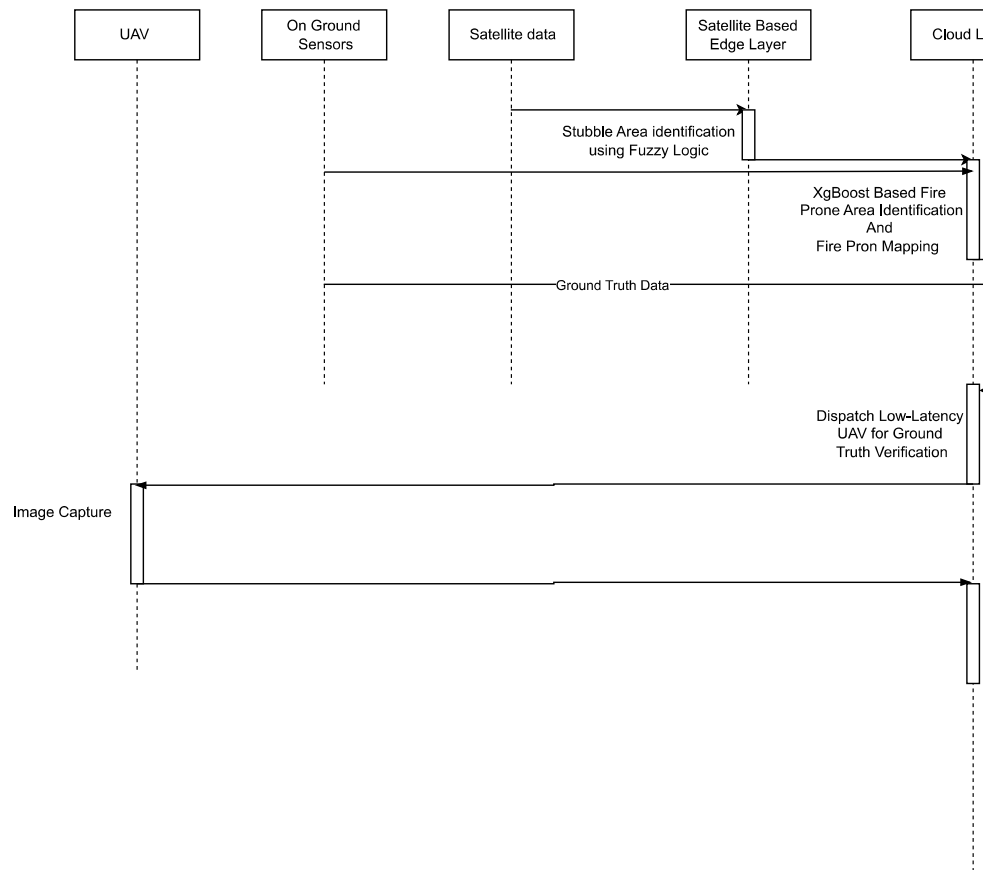 UAV
On Ground
Sensors
Satellite data
Satellite Based
Edge Layer
Cloud L
Stubble Area identification
using Fuzzy Logic
XgBoost Based Fire
Prone Area Identification
And
Fire Pron Mapping
Ground Truth Data
Dispatch Low-Latency
UAV for Ground
Truth Verification
Image Capture